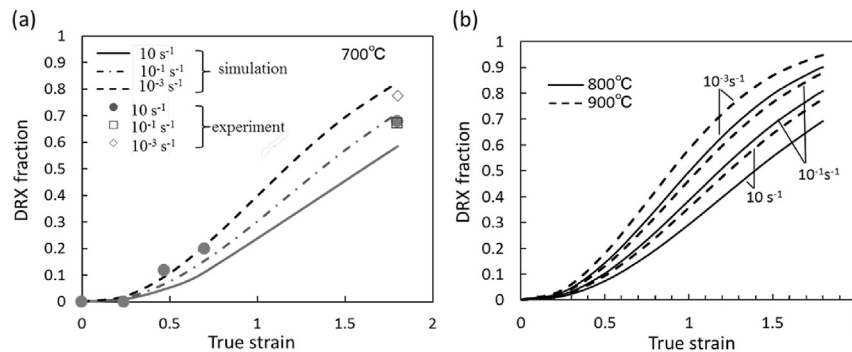 (a)
1
0.9
0.8
0.7
0.6
0.5
0.4
0.3
0.2
0.1
0
DRX fraction
10 s⁻¹
10⁻¹ s⁻¹
10⁻³ s⁻¹
simulation
700°C
10 s⁻¹
10⁻¹ s⁻¹
10⁻³ s⁻¹
experiment
0 0.5 1 1.5 2
True strain
(b)
1
0.9
0.8
0.7
0.6
0.5
0.4
0.3
0.2
0.1
0
DRX fraction
800°C
900°C
10⁻³s⁻¹
10⁻¹s⁻¹
10 s⁻¹
0 0.5 1 1.5
True strain